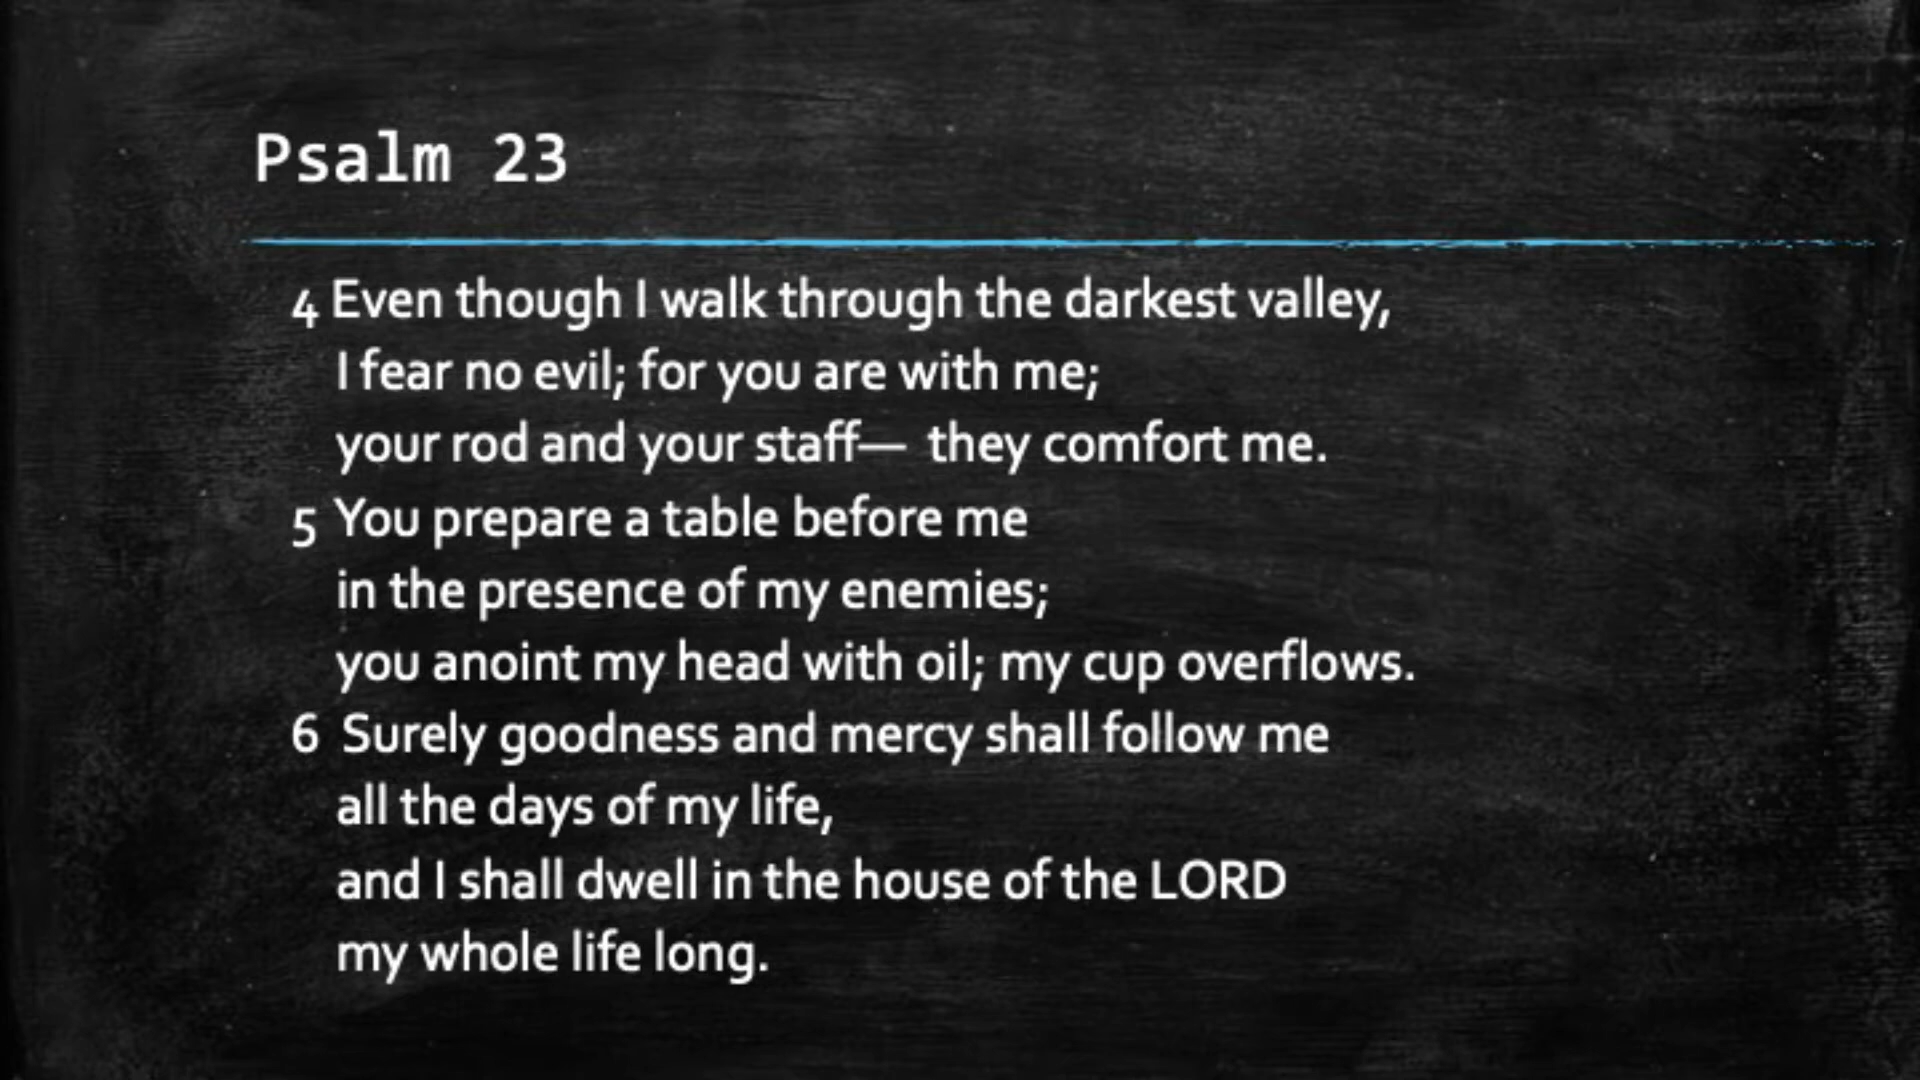 Psalm 23
4 Even though I walk through the darkest valley,
I fear no evil; for you are with me;
your rod and your staff— they comfort me.
5 You prepare a table before me
in the presence of my enemies;
you anoint my head with oil; my cup overflows.
6 Surely goodness and mercy shall follow me
all the days of my life,
and I shall dwell in the house of the LORD
my whole life long.